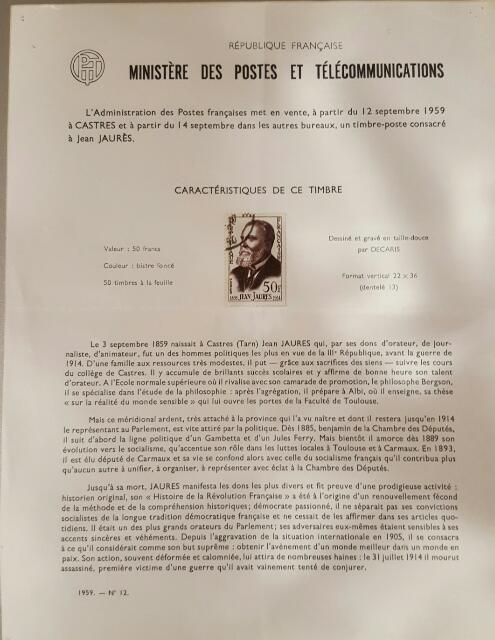 RÉPUBLIQUE FRANÇAISE
PTT
MINISTÈRE DES POSTES ET TÉLÉCOMMUNICATIONS
L'Administration des Postes françaises met en vente, à partir du 12 septembre 1959
à CASTRES et à partir du 14 septembre dans les autres bureaux, un timbre-poste consacré
à Jean JAURÈS.
CARACTÉRISTIQUES DE CE TIMBRE
Valeur : 50 francs
Couleur : bistre foncé
50 timbres à la feuille
50F
JEAN JAURÈS
Dessiné et gravé en taille-douce
par DECARIS
Format vertical 22 × 36
(dentelé 13)
Le 3 septembre 1859 naissait à Castres (Tarn) Jean JAURES qui, par ses dons d'orateur, de jour-
naliste, d'animateur, fut un des hommes politiques les plus en vue de la IIIe République, avant la guerre de
1914. D'une famille aux ressources très modestes, il put — grâce aux sacrifices des siens — suivre les cours
du collège de Castres. Il y accumule de brillants succès scolaires et y affirme de bonne heure son talent
d'orateur. A l'Ecole normale supérieure où il rivalise avec son camarade de promotion, le philosophe Bergson,
il se spécialise dans l'étude de la philosophie : après l'agrégation, il prépare à Albi, où il enseigne, sa thèse
« sur la réalité du monde sensible » qui lui ouvre les portes de la Faculté de Toulouse.
Mais ce méridional ardent, très attaché à la province qui l'a vu naître et dont il restera jusqu'en 1914
le représentant au Parlement, est vite attiré par la politique. Dès 1885, benjamin de la Chambre des Députés,
il suit d'abord la ligne politique d'un Gambetta et d'un Jules Ferry. Mais bientôt il amorce dès 1889 son
évolution vers le socialisme, qu'accentue son rôle dans les luttes locales à Toulouse et à Carmaux. En 1893,
il est élu député de Carmaux et sa vie se confond alors avec celle du socialisme français qu'il contribua plus
qu'aucun autre à unifier, à organiser, à représenter avec éclat à la Chambre des Députés.
Jusqu'à sa mort, JAURES manifesta les dons les plus divers et fit preuve d'une prodigieuse activité :
historien original, son « Histoire de la Révolution Française » a été à l'origine d'un renouvellement fécond
de la méthode et de la compréhension historiques; démocrate passionné, il ne séparait pas ses convictions
socialistes de la longue tradition démocratique française et ne cessait de les affirmer dans ses articles quo-
tidiens. Il était un des plus grands orateurs du Parlement; ses adversaires eux-mêmes étaient sensibles à ses
accents sincères et véhéments. Depuis l'aggravation de la situation internationale en 1905, il se consacra
à ce qu'il considérait comme son but suprême : obtenir l'avènement d'un monde meilleur dans un monde en
paix. Son action, souvent déformée et calomniée, lui attira de nombreuses haines : le 31 juillet 1914 il mourut
assassiné, première victime d'une guerre qu'il avait vainement tenté de conjurer.
1959. — N° 12.